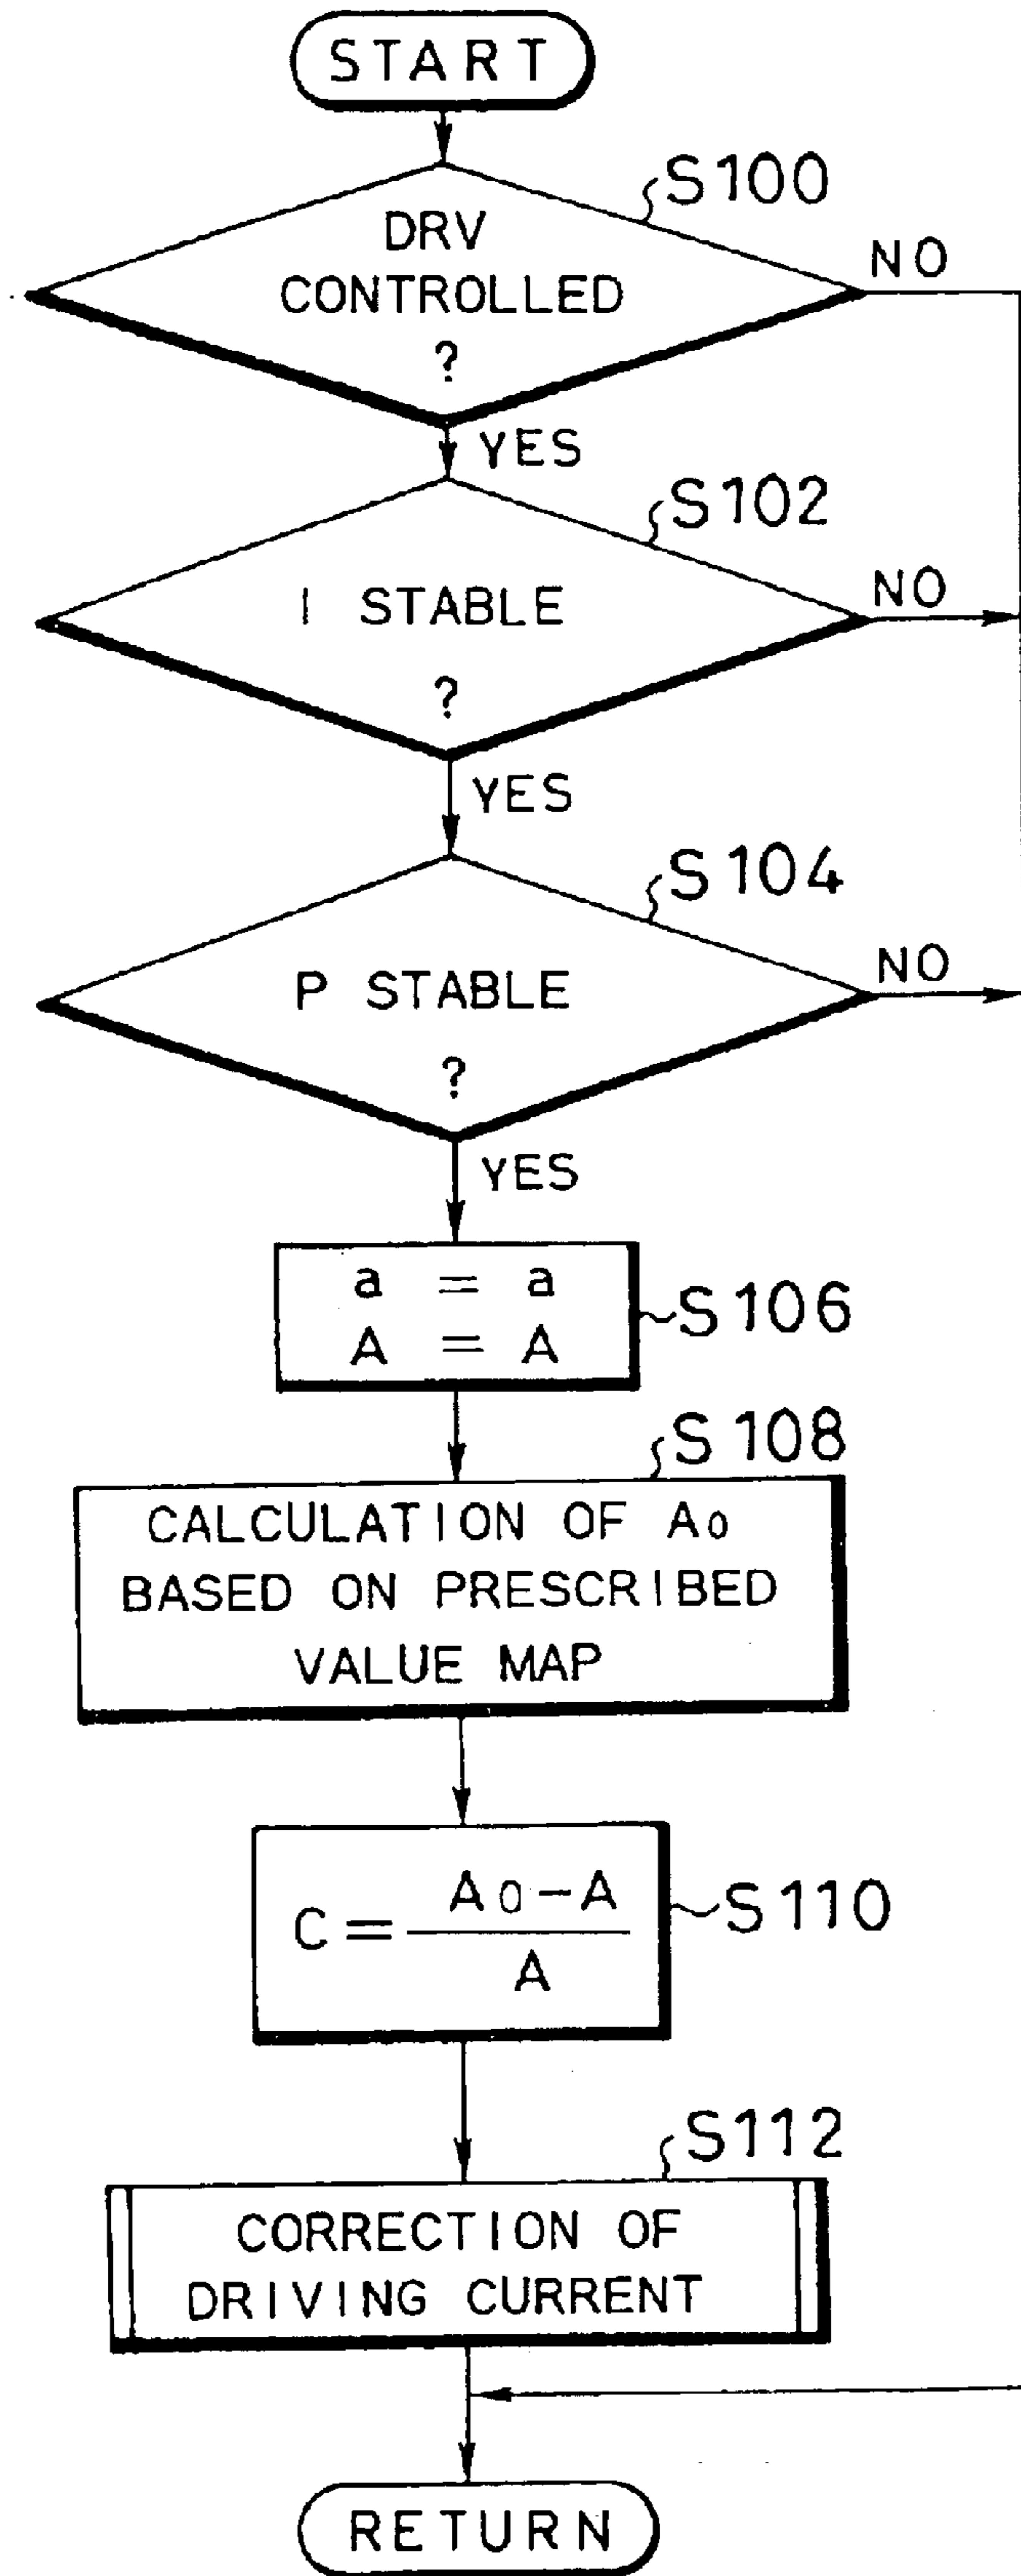 START
S100
DRV
CONTROLLED
?
NO
YES
S102
I STABLE
?
NO
YES
S104
P STABLE
?
NO
YES
a = a
A = A
S106
S108
CALCULATION OF A₀
BASED ON PRESCRIBED
VALUE MAP
C = A₀-A
A
S110
S112
CORRECTION OF
DRIVING CURRENT
RETURN